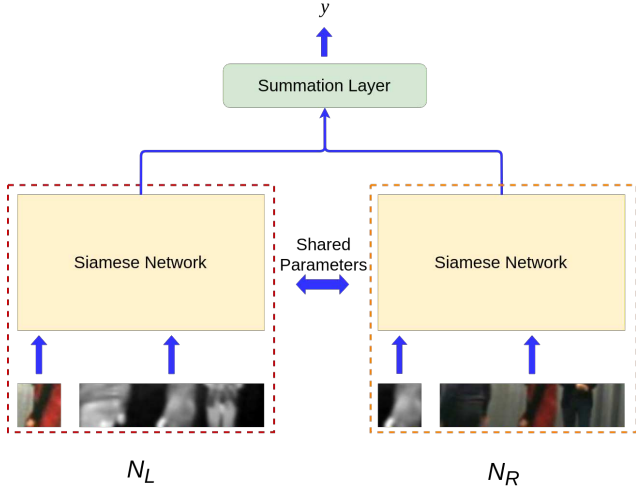 y
Summation Layer
Siamese Network
Shared
Parameters
Siamese Network
N_L
N_R